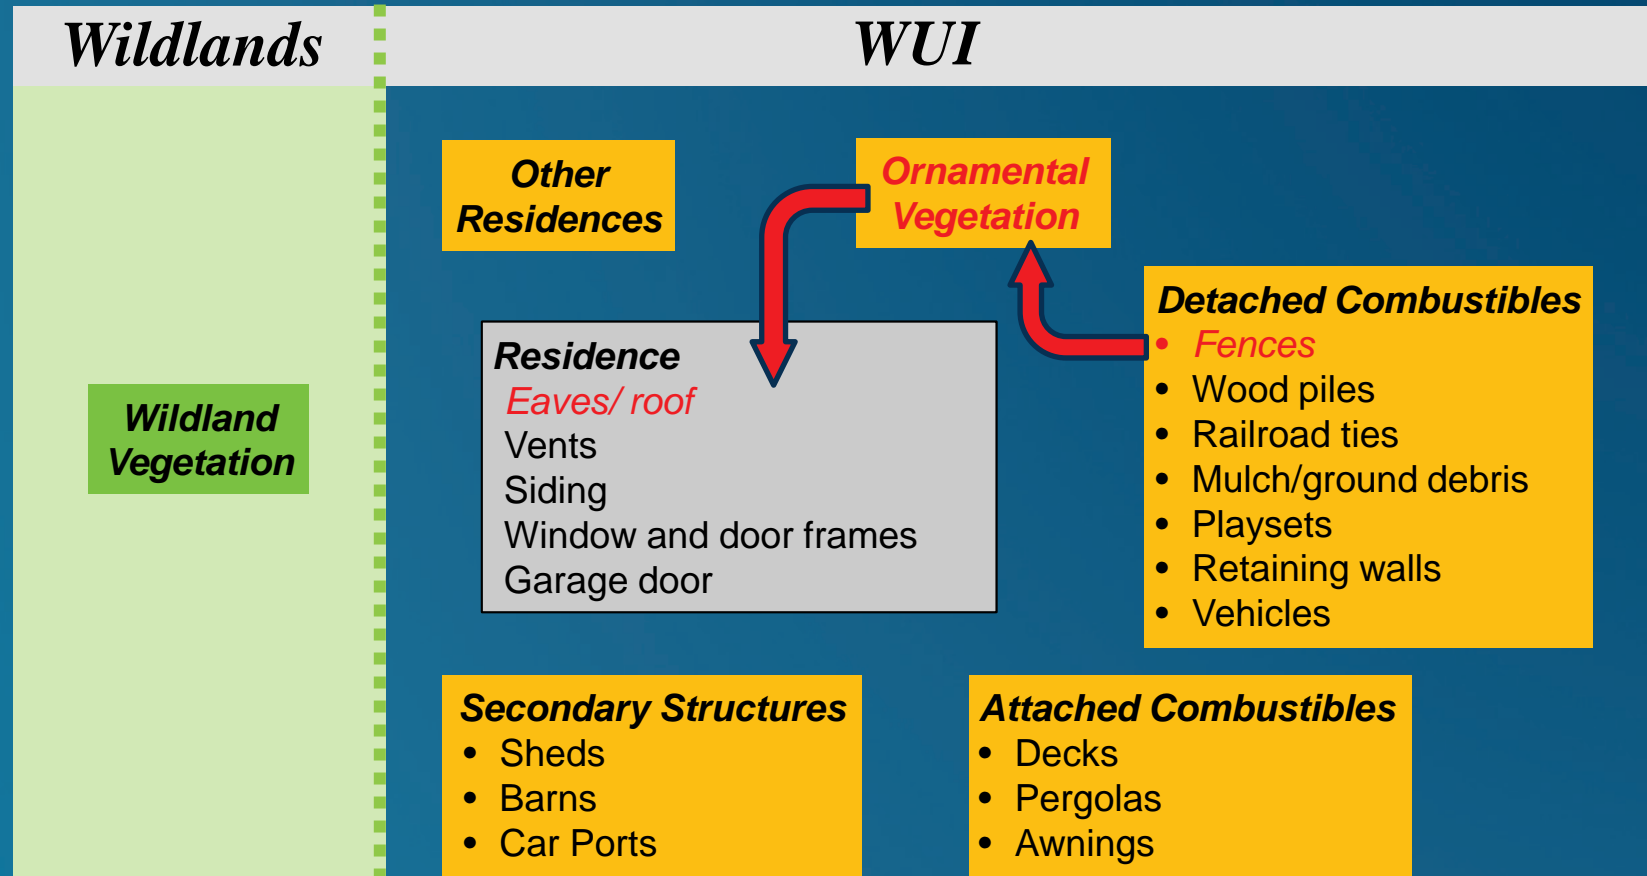 Wildlands
WUI
Other
Residences
Ornamental
Vegetation
Detached Combustibles
• Fences
• Wood piles
• Railroad ties
• Mulch/ground debris
• Playsets
• Retaining walls
• Vehicles
Residence
Eaves/ roof
Vents
Siding
Window and door frames
Garage door
Wildland
Vegetation
Secondary Structures
• Sheds
• Barns
• Car Ports
Attached Combustibles
• Decks
• Pergolas
• Awnings